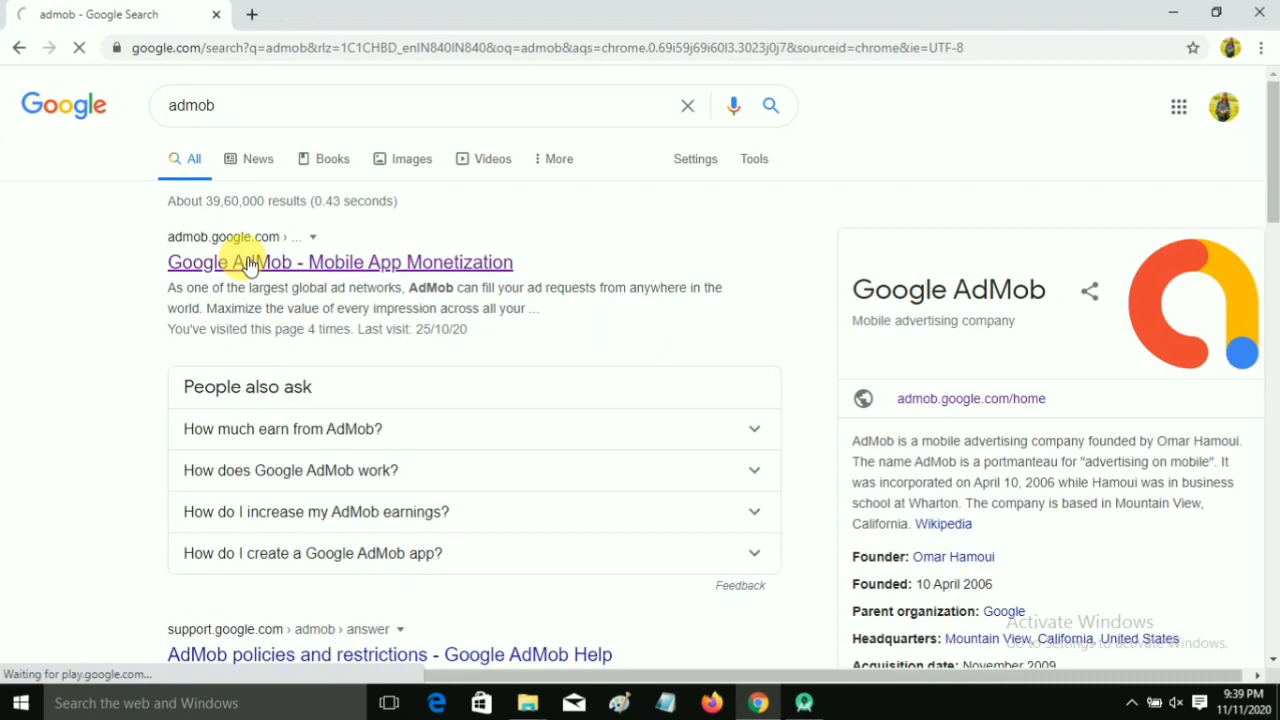 admob - Google Search
google.com/search?q=admob&rlz=1C1CHBD_enIN840IN840&oq=admob&aqs=chrome.0.69i59j69i60l3.3023j0j7&sourceid=chrome&ie=UTF-8
Google
admob
All News Books Images Videos More Settings Tools
About 39,60,000 results (0.43 seconds)
admob.google.com › ...
Google AdMob - Mobile App Monetization
As one of the largest global ad networks, AdMob can fill your ad requests from anywhere in the
world. Maximize the value of every impression across all your ...
You've visited this page 4 times. Last visit: 25/10/20
People also ask
How much earn from AdMob?
How does Google AdMob work?
How do I increase my AdMob earnings?
How do I create a Google AdMob app?
Feedback
support.google.com › admob › answer
AdMob policies and restrictions - Google AdMob Help
Google AdMob
Mobile advertising company
admob.google.com/home
AdMob is a mobile advertising company founded by Omar Hamoui.
The name AdMob is a portmanteau for "advertising on mobile". It
was incorporated on April 10, 2006 while Hamoui was in business
school at Wharton. The company is based in Mountain View,
California. Wikipedia
Founder: Omar Hamoui
Founded: 10 April 2006
Parent organization: Google
Headquarters: Mountain View, California, United States
Acquisition date: November 2009
Activate Windows
Go to Settings to activate Windows.
Waiting for play.google.com...
Search the web and Windows
9:39 PM
11/11/2020